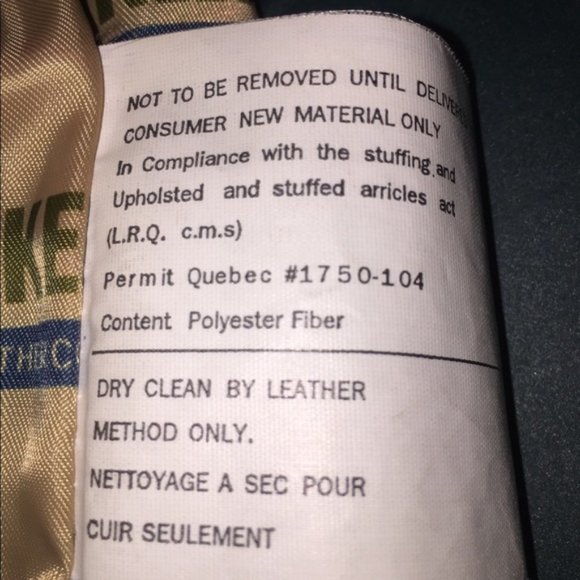 NOT TO BE REMOVED UNTIL
CONSUMER NEW MATERIAL ONLY
In Compliance with the stuffing and
Upholsted and stuffed arricles act
(L.R.Q. c.m.s)
Permit Quebec #1750-104
Content Polyester Fiber
DRY CLEAN BY LEATHER
METHOD ONLY.
NETTOYAGE A SEC POUR
CUIR SEULEMENT
KE